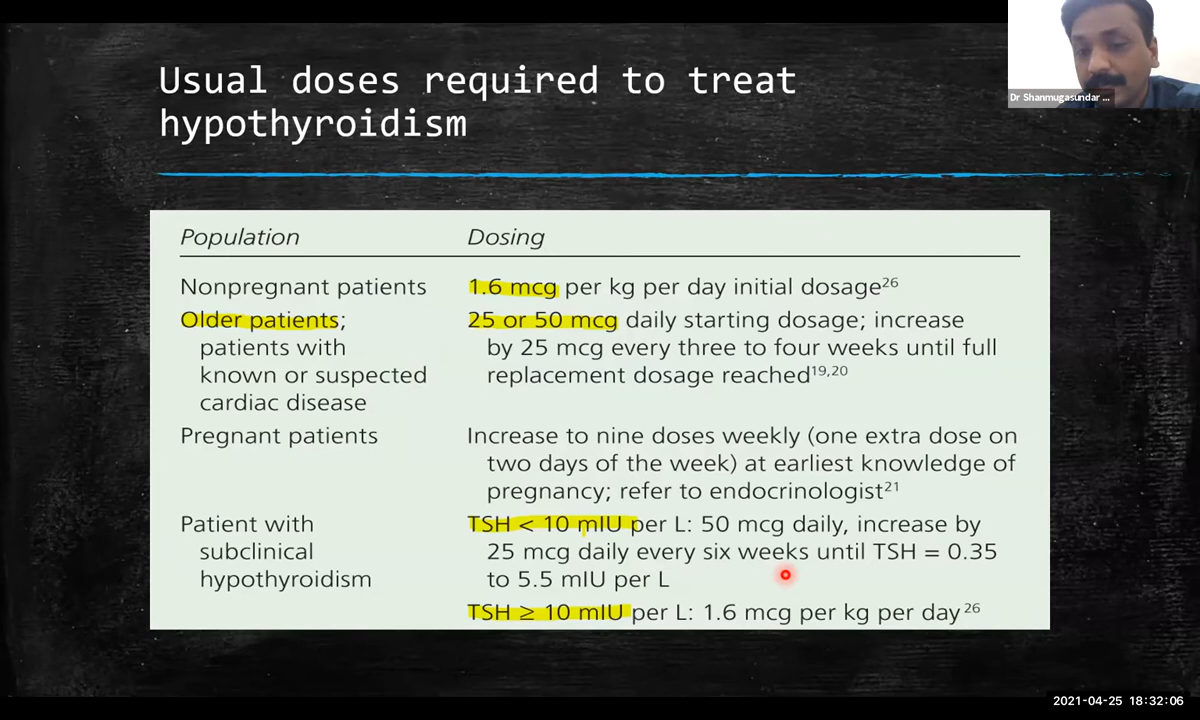 Usual doses required to treat
hypothyroidism
Dr Shanmugasundar ...
Population Dosing
Nonpregnant patients 1.6 mcg per kg per day initial dosage26
Older patients; 25 or 50 mcg daily starting dosage; increase
patients with by 25 mcg every three to four weeks until full
known or suspected replacement dosage reached19,20
cardiac disease
Pregnant patients Increase to nine doses weekly (one extra dose on
two days of the week) at earliest knowledge of
pregnancy; refer to endocrinologist21
Patient with TSH < 10 mIU per L: 50 mcg daily, increase by
subclinical 25 mcg daily every six weeks until TSH = 0.35
hypothyroidism to 5.5 mIU per L
TSH ≥ 10 mIU per L: 1.6 mcg per kg per day26
2021-04-25 18:32:06